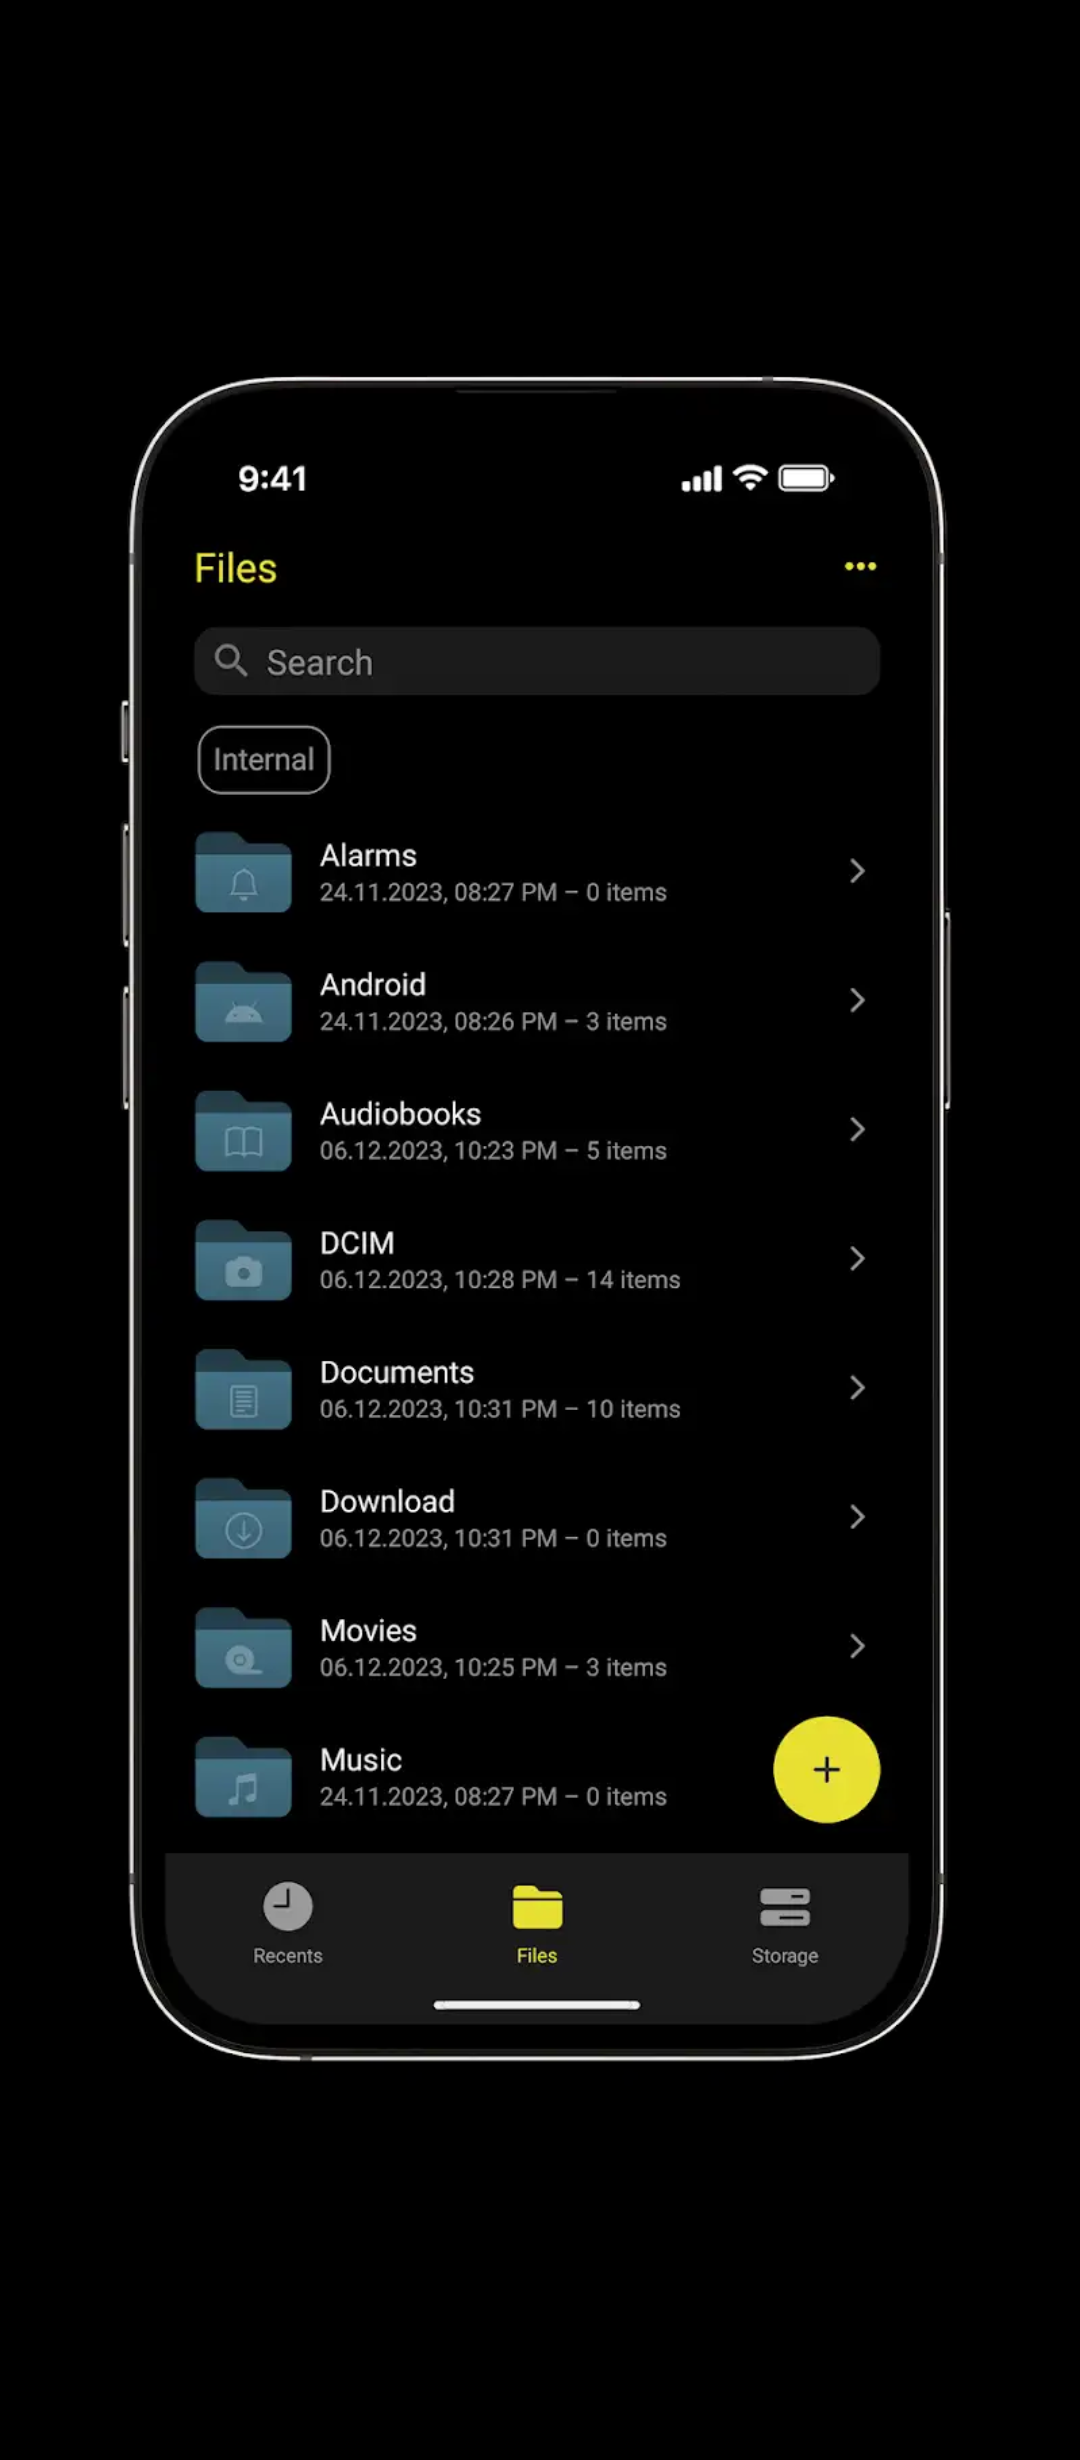 9:41
Files
Search
Internal
Alarms
24.11.2023, 08:27 PM – 0 items
Android
24.11.2023, 08:26 PM – 3 items
Audiobooks
06.12.2023, 10:23 PM – 5 items
DCIM
06.12.2023, 10:28 PM – 14 items
Documents
06.12.2023, 10:31 PM – 10 items
Download
06.12.2023, 10:31 PM – 0 items
Movies
06.12.2023, 10:25 PM – 3 items
Music
24.11.2023, 08:27 PM – 0 items
Recents
Files
Storage